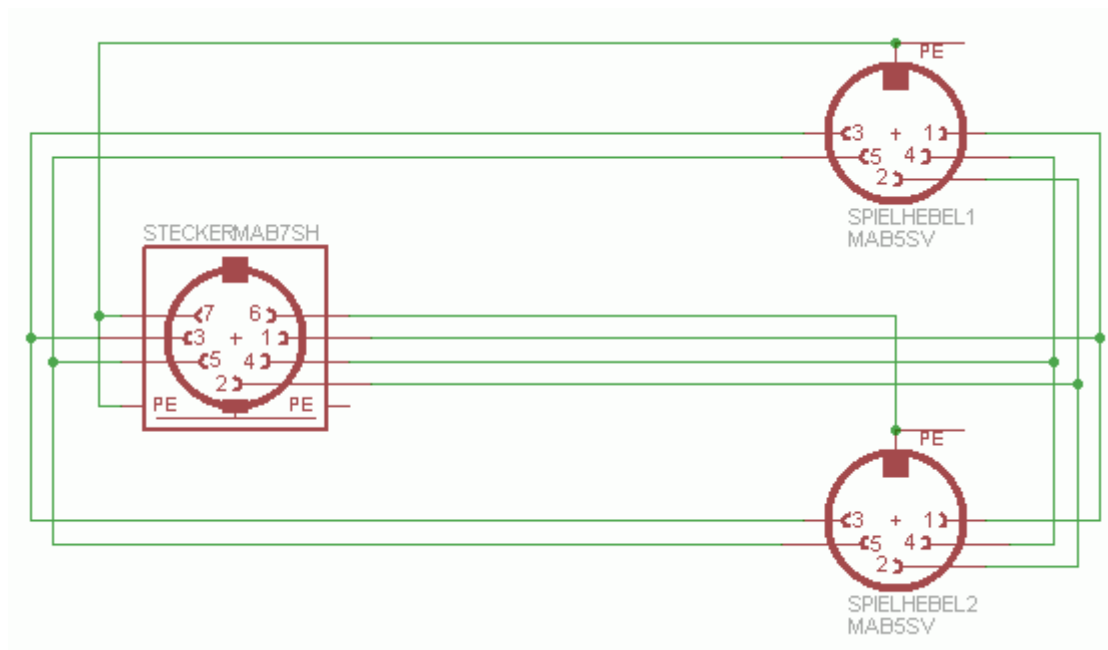 PE
3 + 1
5 4
2
SPIELHEBEL1
MAB5SV
STECKERMAB7SH
7 6
3 + 1
5 4
2
PE PE
PE
3 + 1
5 4
2
SPIELHEBEL2
MAB5SV